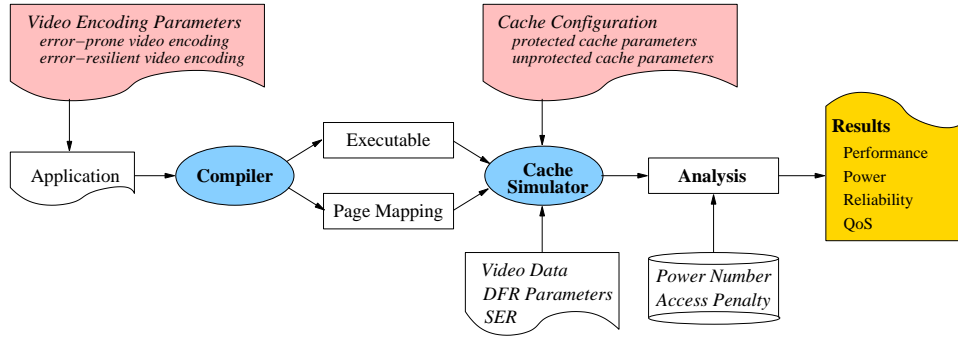 Video Encoding Parameters
error−prone video encoding
error−resilient video encoding
Cache Configuration
protected cache parameters
unprotected cache parameters
Application
Compiler
Executable
Page Mapping
Cache
Simulator
Analysis
Results
Performance
Power
Reliability
QoS
Video Data
DFR Parameters
SER
Power Number
Access Penalty